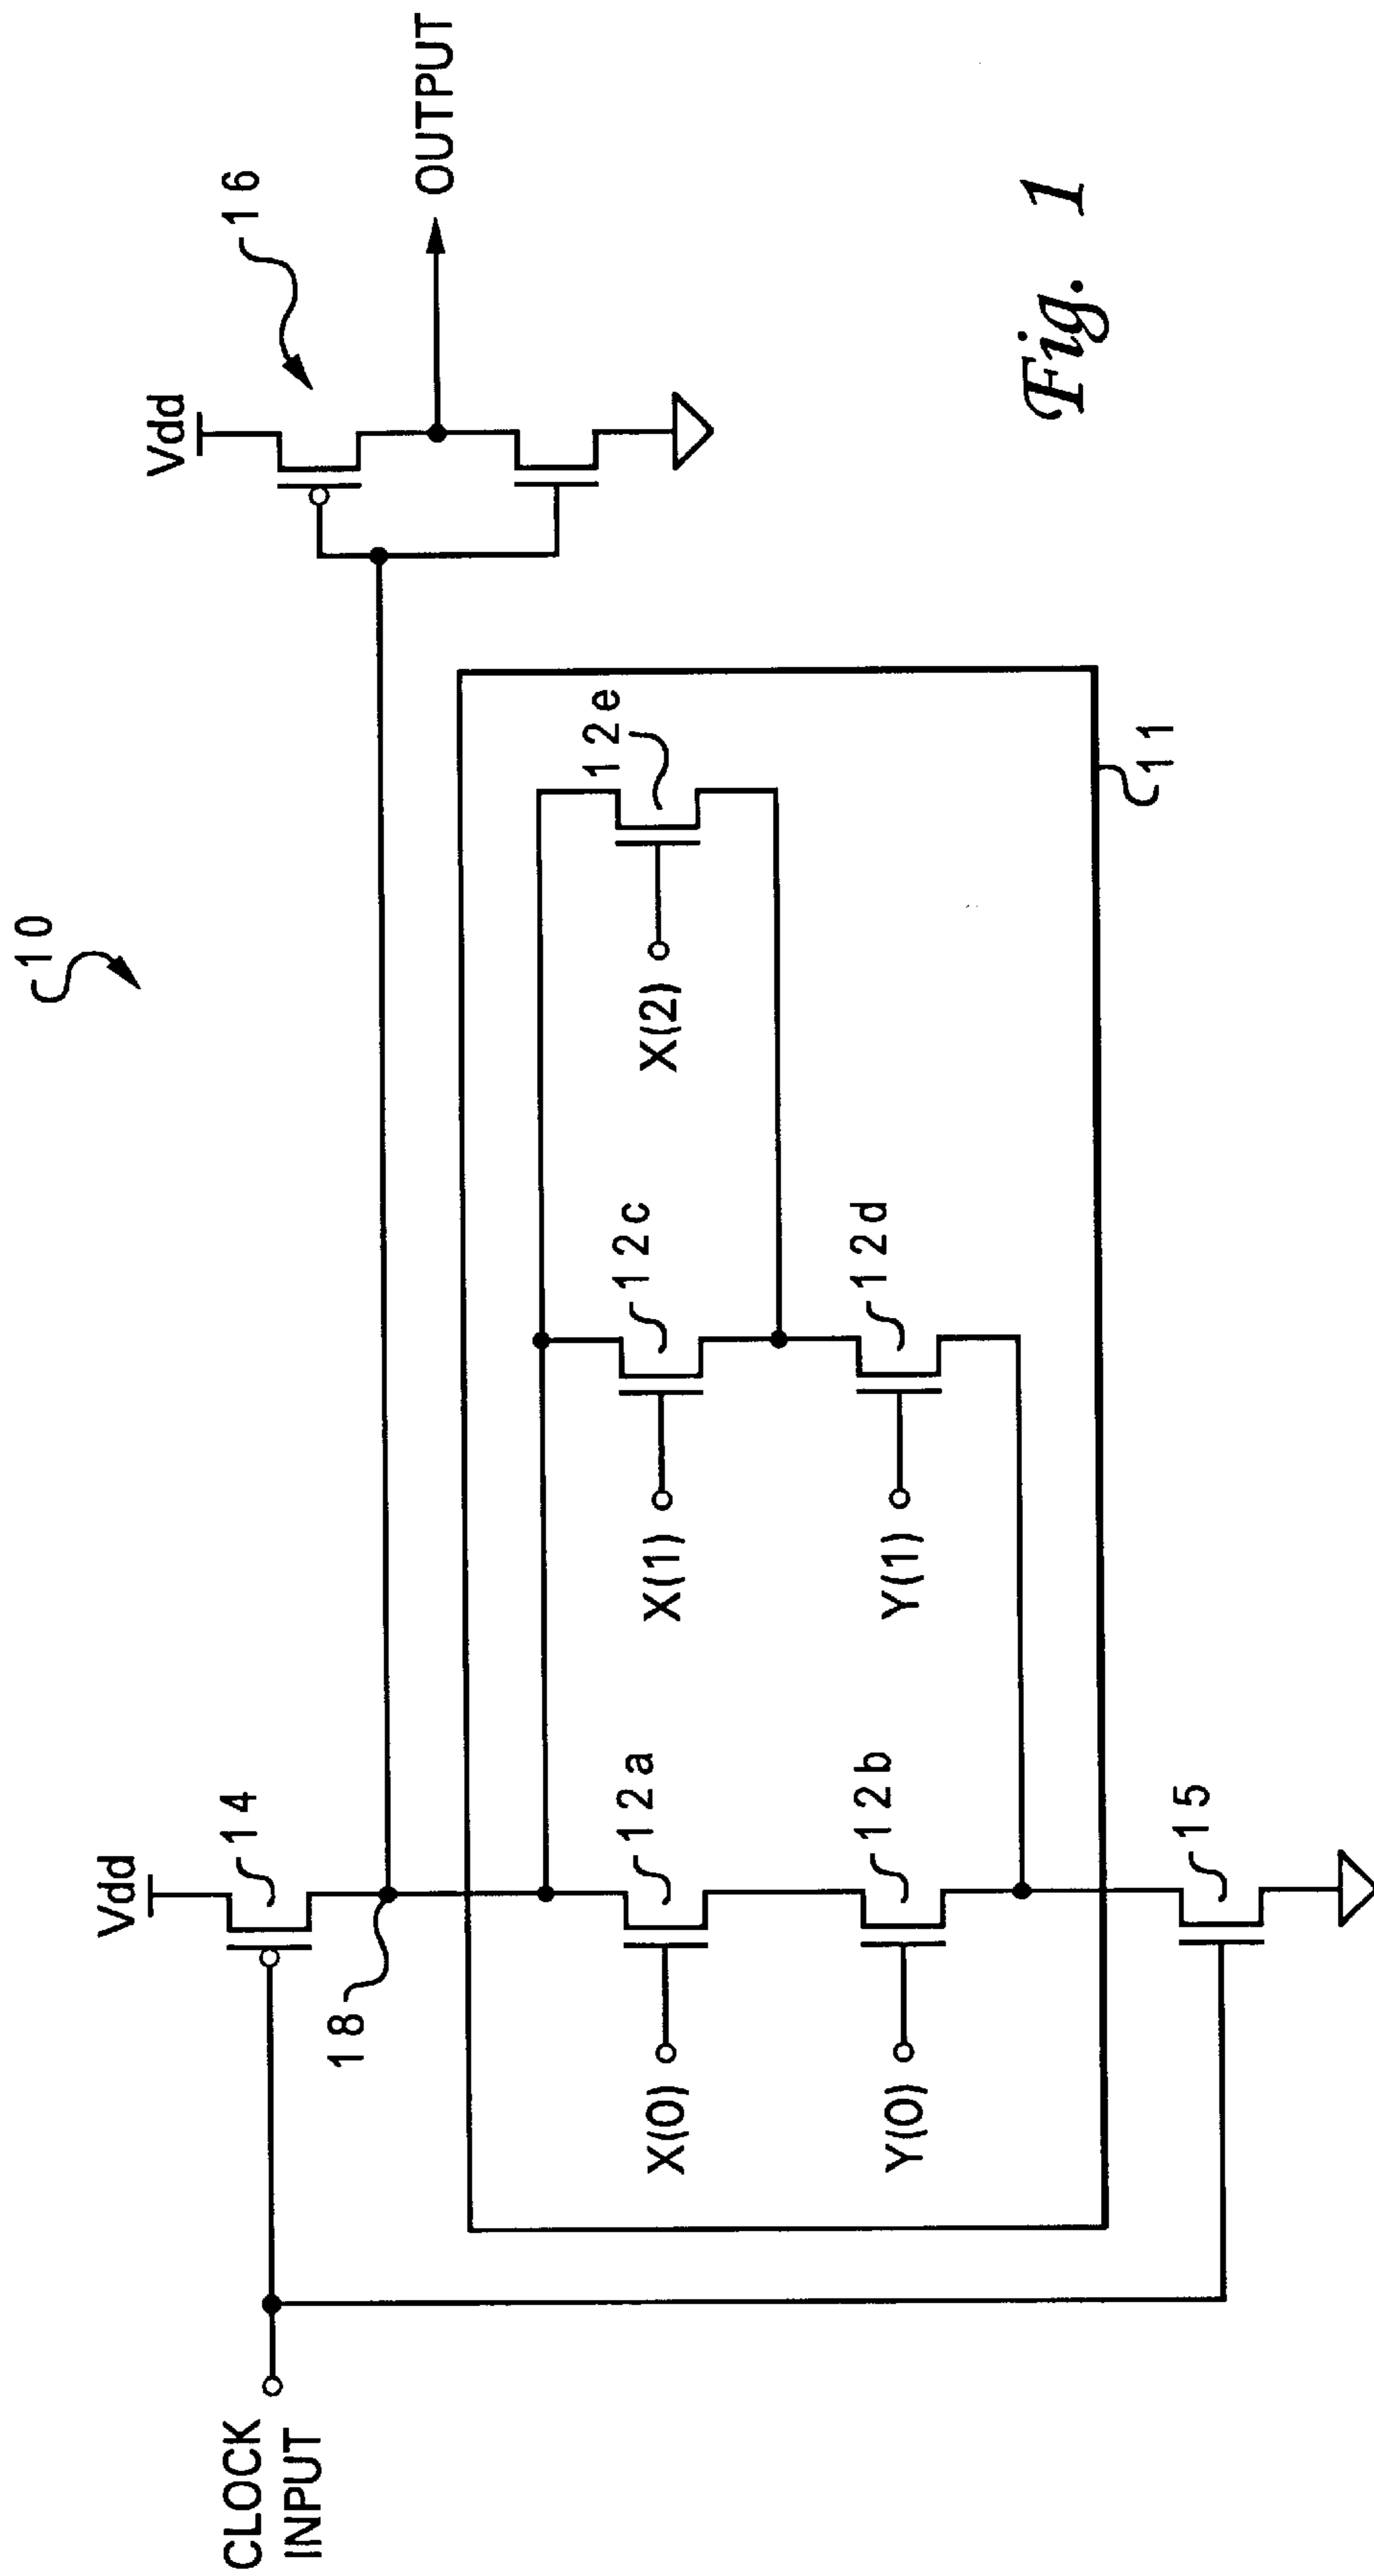 10
Vdd
16
OUTPUT
Vdd
14
18
CLOCK
INPUT
X(0)
12a
X(1)
12c
X(2)
12e
Y(0)
12b
Y(1)
12d
15
11
Fig. 1